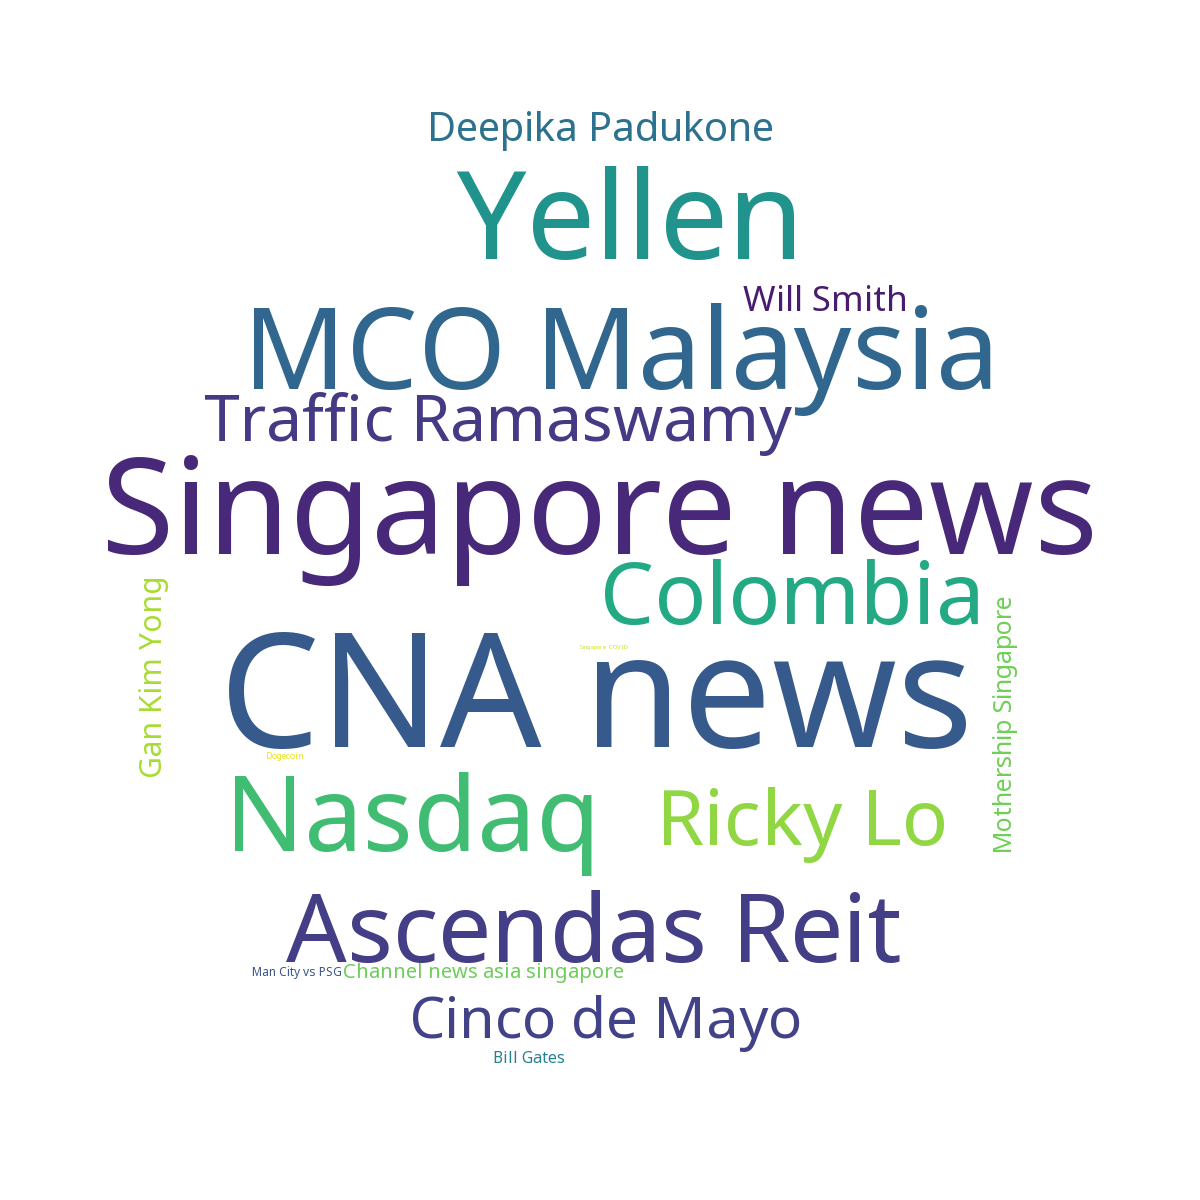 Deepika Padukone
Yellen
Will Smith
MCO Malaysia
Traffic Ramaswamy
Singapore news
Colombia
Gan Kim Yong
Mothership Singapore
Singapore COVID
CNA news
Dogecoin
Nasdaq
Ricky Lo
Ascendas Reit
Man City vs PSG
Channel news asia singapore
Cinco de Mayo
Bill Gates